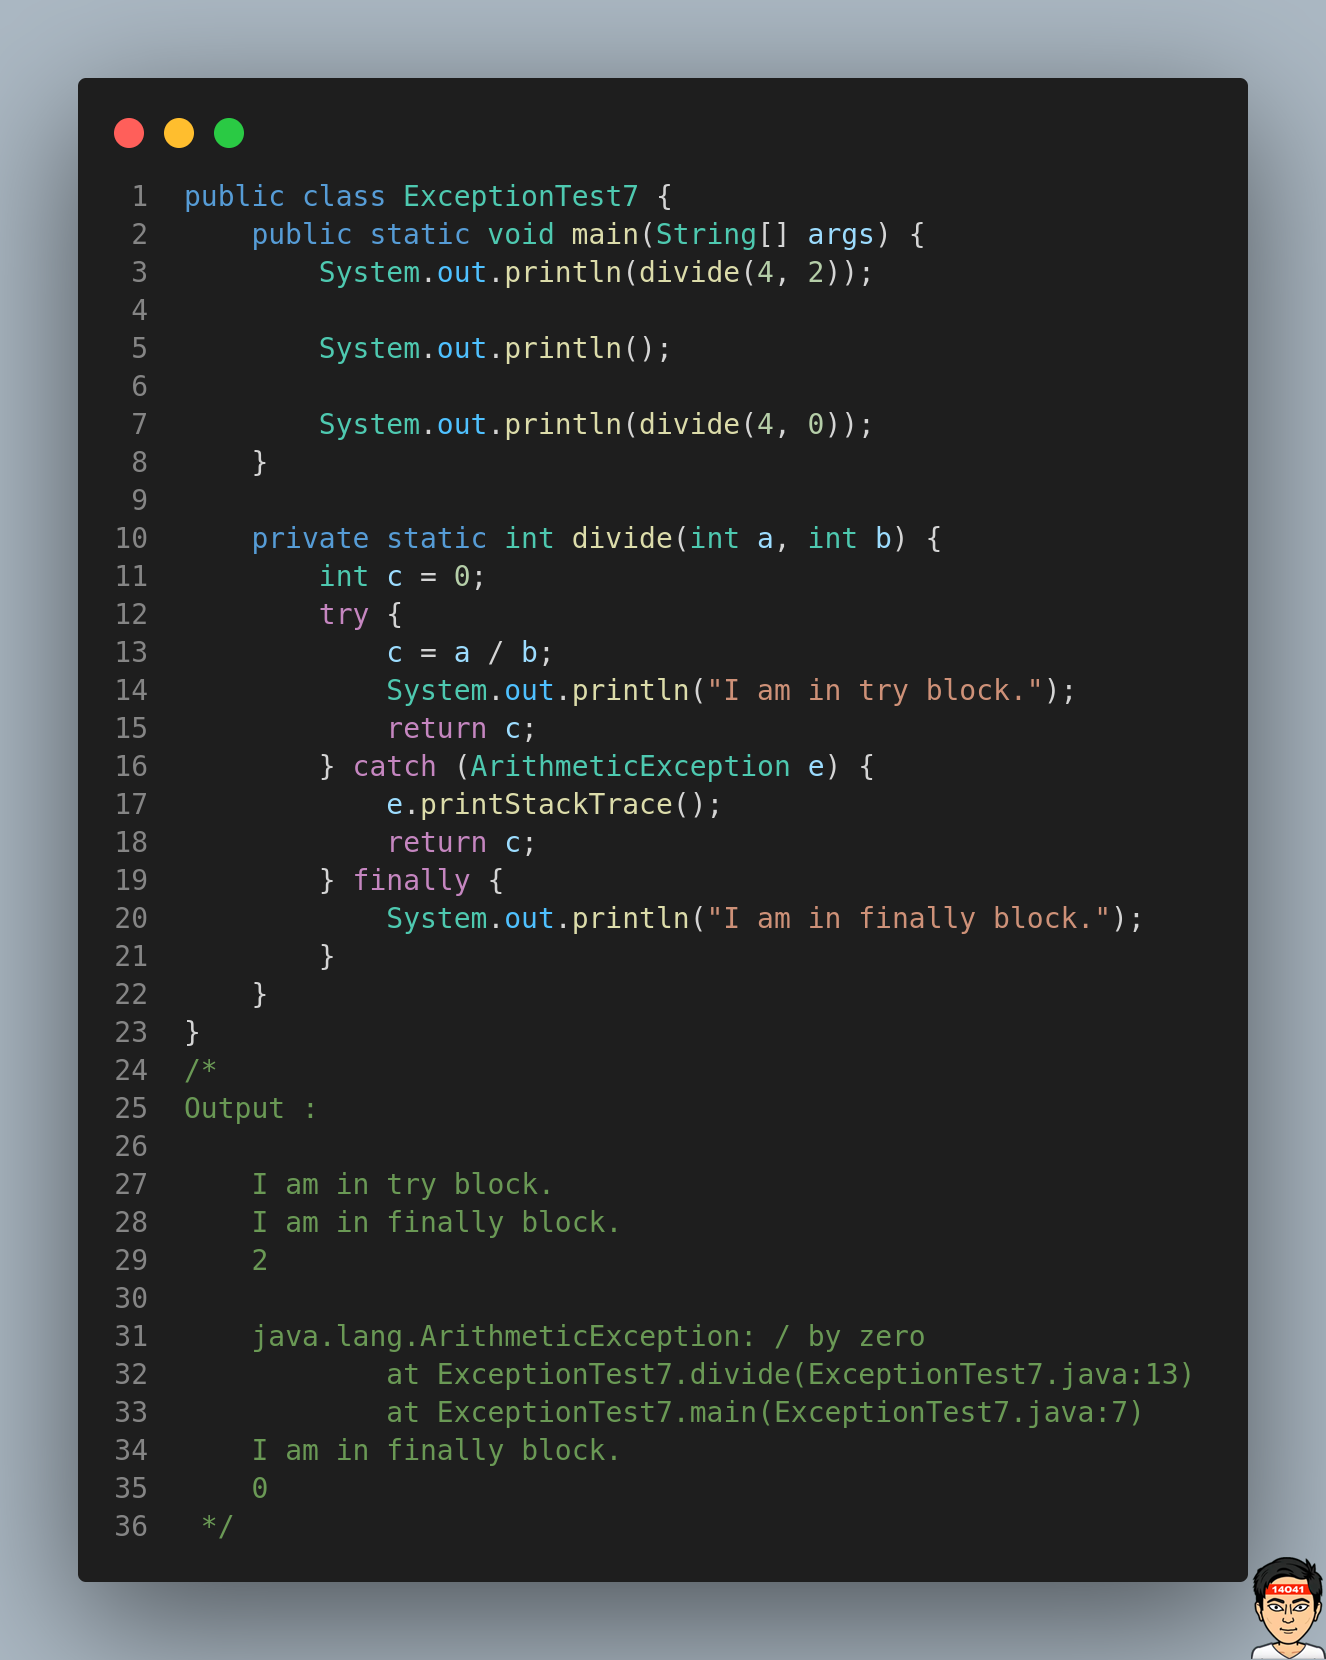 1 public class ExceptionTest7 {
2     public static void main(String[] args) {
3         System.out.println(divide(4, 2));
4
5         System.out.println();
6
7         System.out.println(divide(4, 0));
8     }
9
10     private static int divide(int a, int b) {
11         int c = 0;
12         try {
13             c = a / b;
14             System.out.println("I am in try block.");
15             return c;
16         } catch (ArithmeticException e) {
17             e.printStackTrace();
18             return c;
19         } finally {
20             System.out.println("I am in finally block.");
21         }
22     }
23 }
24 /*
25 Output :
26
27     I am in try block.
28     I am in finally block.
29     2
30
31     java.lang.ArithmeticException: / by zero
32             at ExceptionTest7.divide(ExceptionTest7.java:13)
33             at ExceptionTest7.main(ExceptionTest7.java:7)
34     I am in finally block.
35     0
36  */
14041